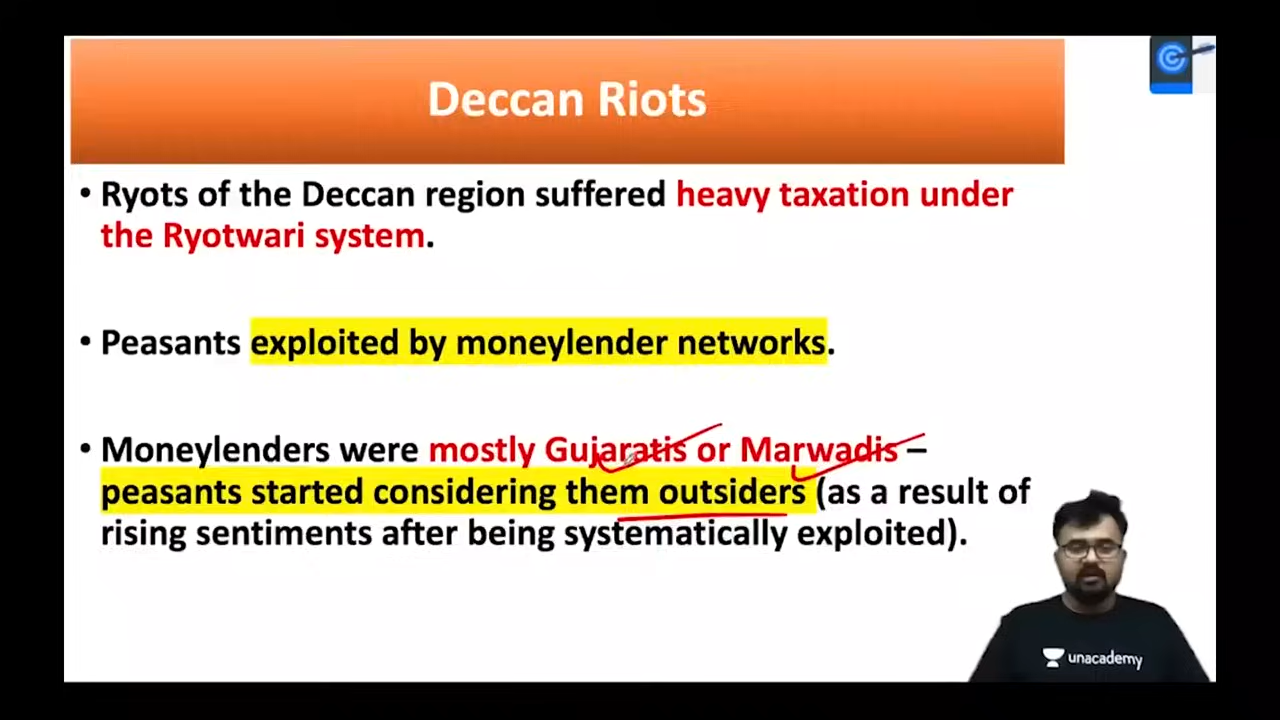 Deccan Riots
• Ryots of the Deccan region suffered heavy taxation under
the Ryotwari system.
• Peasants exploited by moneylender networks.
• Moneylenders were mostly Gujaratis or Marwadis –
peasants started considering them outsiders (as a result of
rising sentiments after being systematically exploited).
unacademy